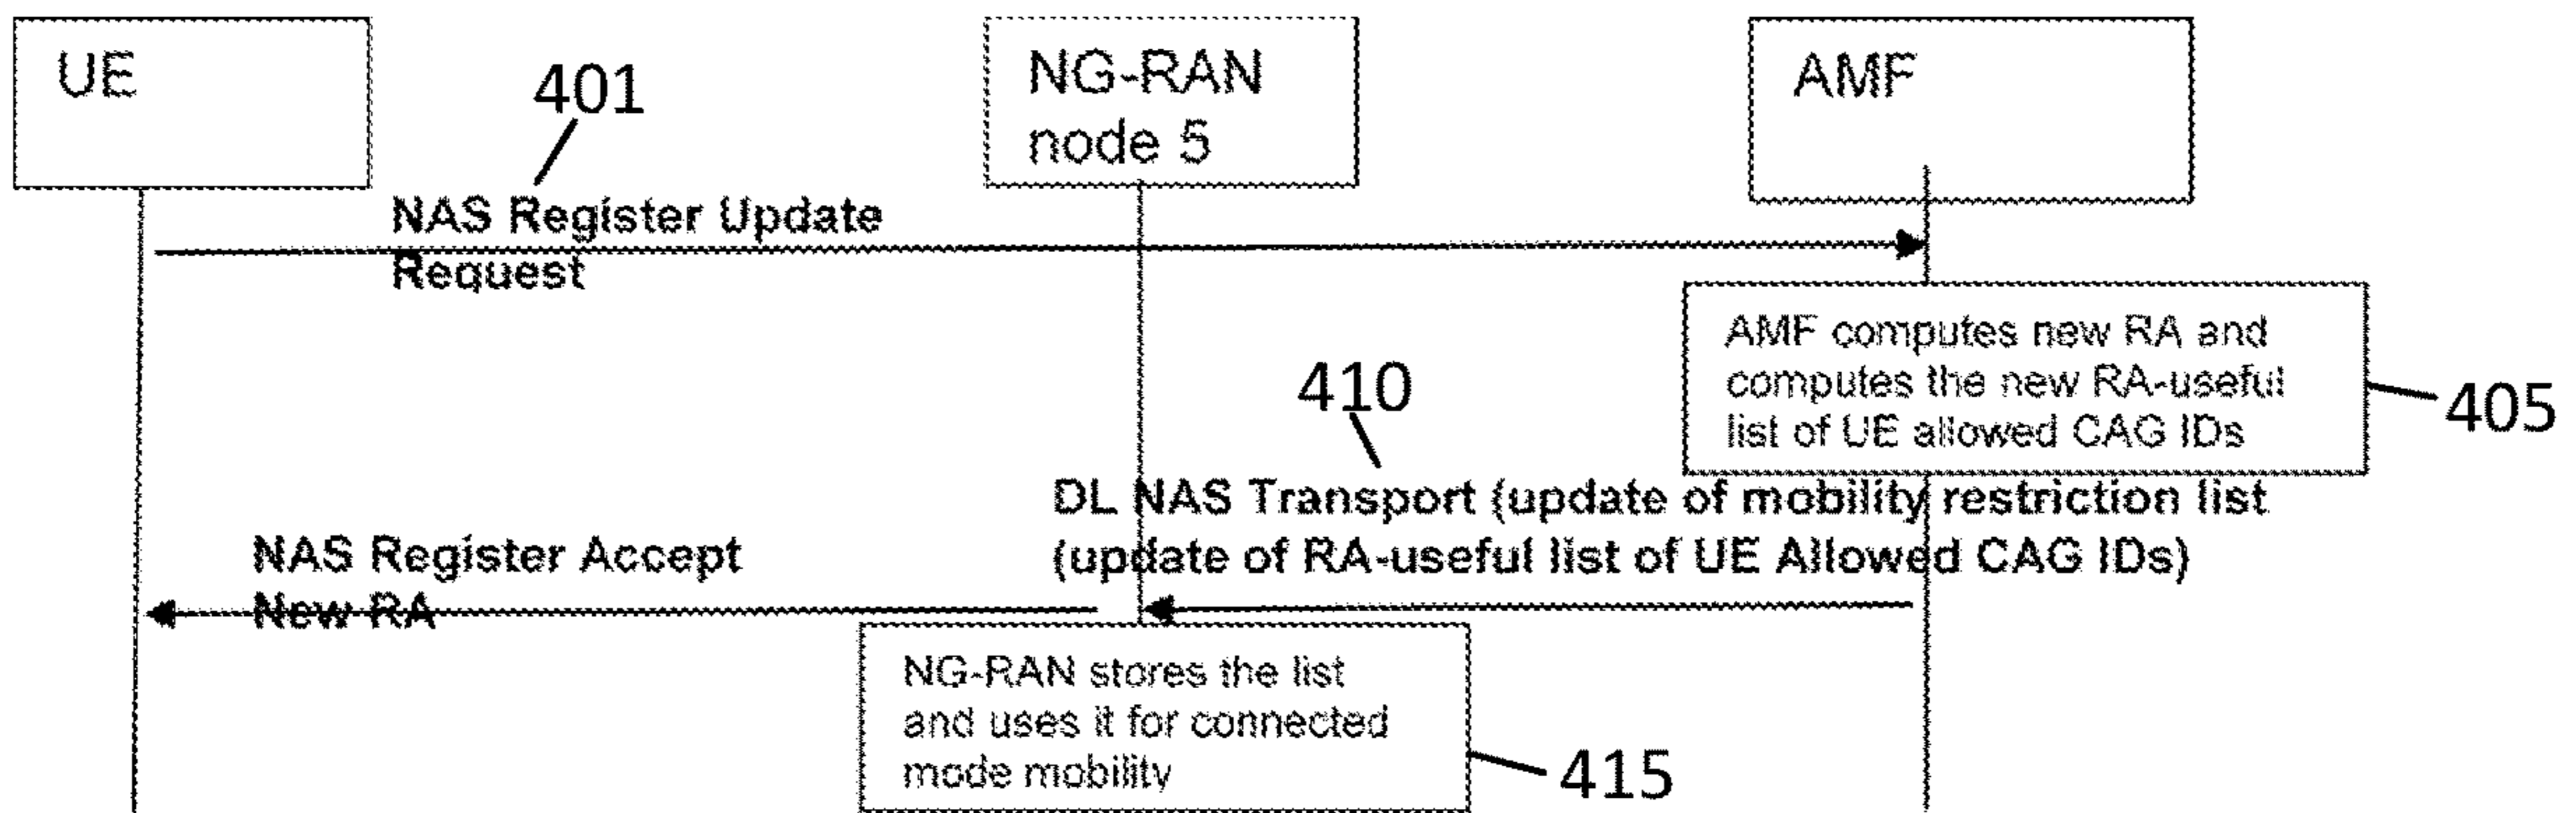 UE
NG-RAN
node 5
AMF
401
NAS Register Update
Request
AMF computes new RA and
computes the new RA-useful
list of UE allowed CAG IDs
405
410
DL NAS Transport (update of mobility restriction list
(update of RA-useful list of UE Allowed CAG IDs)
NAS Register Accept
New RA
NG-RAN stores the list
and uses it for connected
mode mobility
415